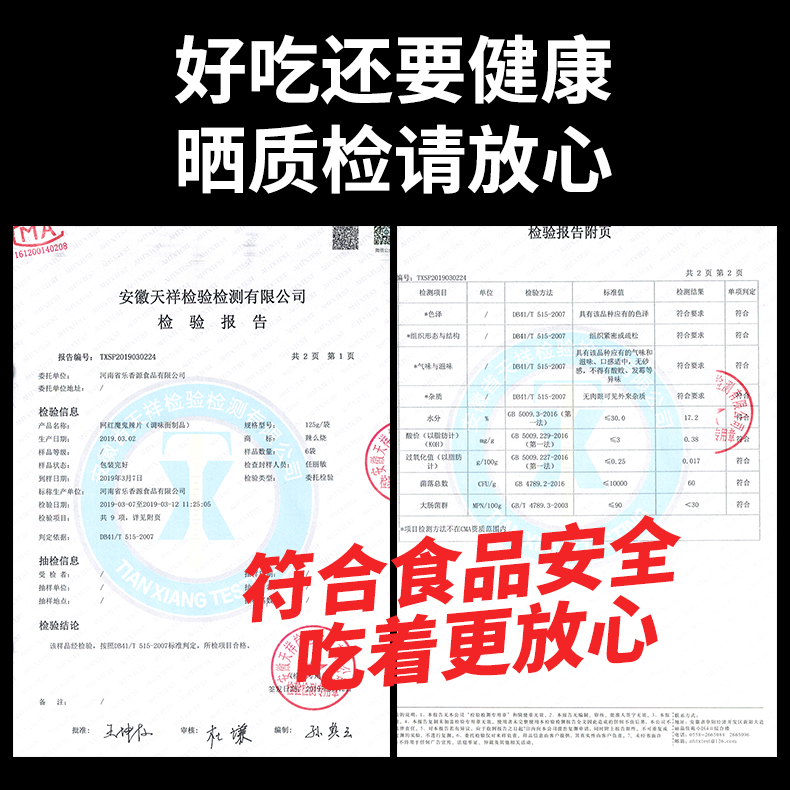 好吃还要健康
晒质检请放心
MA
161200140208
安徽天祥检验检测有限公司
检 验 报 告
报告编号: TXSP2019030224 共 2 页 第 1 页
委托单位: 河南省乐香源食品有限公司
委托单位地址: /
检验信息
产品名称: 网红魔鬼辣片（调味面制品） 规格型号: 125g/袋
生产日期: 2019.03.02 商 标: 辣么烧
样品等级: / 样品数量: 6袋
样品状态: 包装完好 检查封样人员: 任丽敏
到样日期: 2019年3月7日 样品类型: 委托检验
标称生产单位: 河南省乐香源食品有限公司
检验日期: 2019-03-07至2019-03-12 11:25:05
检验项目: 共 9 项，详见附页
判定依据: DB41/T 515-2007
抽检信息
受 检 者: /
抽样单位: /
抽样地点: /
检验结论
该样品经检验，按照DB41/T 515-2007标准判定，所检项目合格。
备 注: /
批准: 审核: 编制:
检验报告附页
编号: TXSP2019030224 共 2 页 第 2 页
检测项目 单位 检验方法 标准值 检测结果 单项判定
*色泽 / DB41/T 515-2007 具有该品种应有的色泽 符合要求 符合
*组织形态与结构 / DB41/T 515-2007 组织紧密或疏松 符合要求 符合
*气味与滋味 / DB41/T 515-2007 具有该品种应有的气味和滋味、口感适中，无砂感，不得有酸败、发霉等异味 符合要求 符合
*杂质 / DB41/T 515-2007 无肉眼可见外来杂质 符合要求 符合
水分 % GB 5009.3-2016（第一法） ≤30.0 17.2 符合
酸价（以脂肪计）(KOH) mg/g GB 5009.229-2016（第一法） ≤3 0.38 符合
过氧化值（以脂肪计） g/100g GB 5009.227-2016（第一法） ≤0.25 0.017 符合
菌落总数 CFU/g GB 4789.2-2016 ≤10000 60 符合
大肠菌群 MPN/100g GB/T 4789.3-2003 ≤90 <30 符合
*项目检测方法不在CMA资质范围内
符合食品安全
吃着更放心